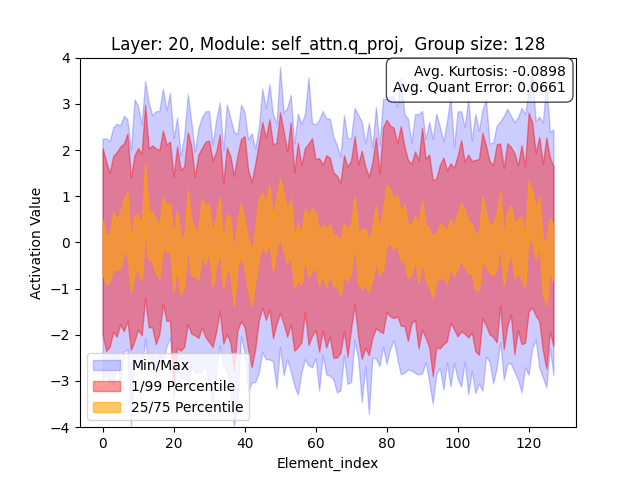 Layer: 20, Module: self_attn.q_proj,  Group size: 128
Avg. Kurtosis: -0.0898
Avg. Quant Error: 0.0661
Activation Value
4
3
2
1
0
−1
−2
−3
−4
Min/Max
1/99 Percentile
25/75 Percentile
0 20 40 60 80 100 120
Element_index